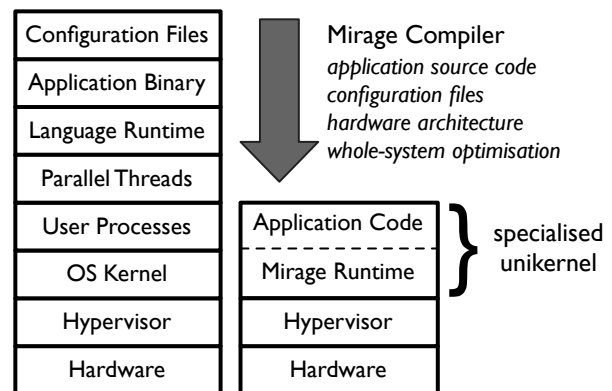 Configuration Files
Application Binary
Language Runtime
Parallel Threads
User Processes
OS Kernel
Hypervisor
Hardware
Mirage Compiler
application source code
configuration files
hardware architecture
whole-system optimisation
Application Code
Mirage Runtime
Hypervisor
Hardware
specialised
unikernel